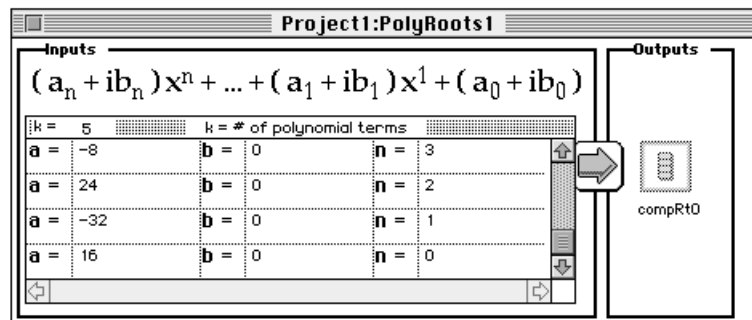 Project1:PolyRoots1
Inputs
Outputs
(aₙ + ibₙ)xⁿ + ... + (a₁ + ib₁)x¹ + (a₀ + ib₀)
k = 5 k = # of polynomial terms
a = -8 b = 0 n = 3
a = 24 b = 0 n = 2
a = -32 b = 0 n = 1
a = 16 b = 0 n = 0
compRt0